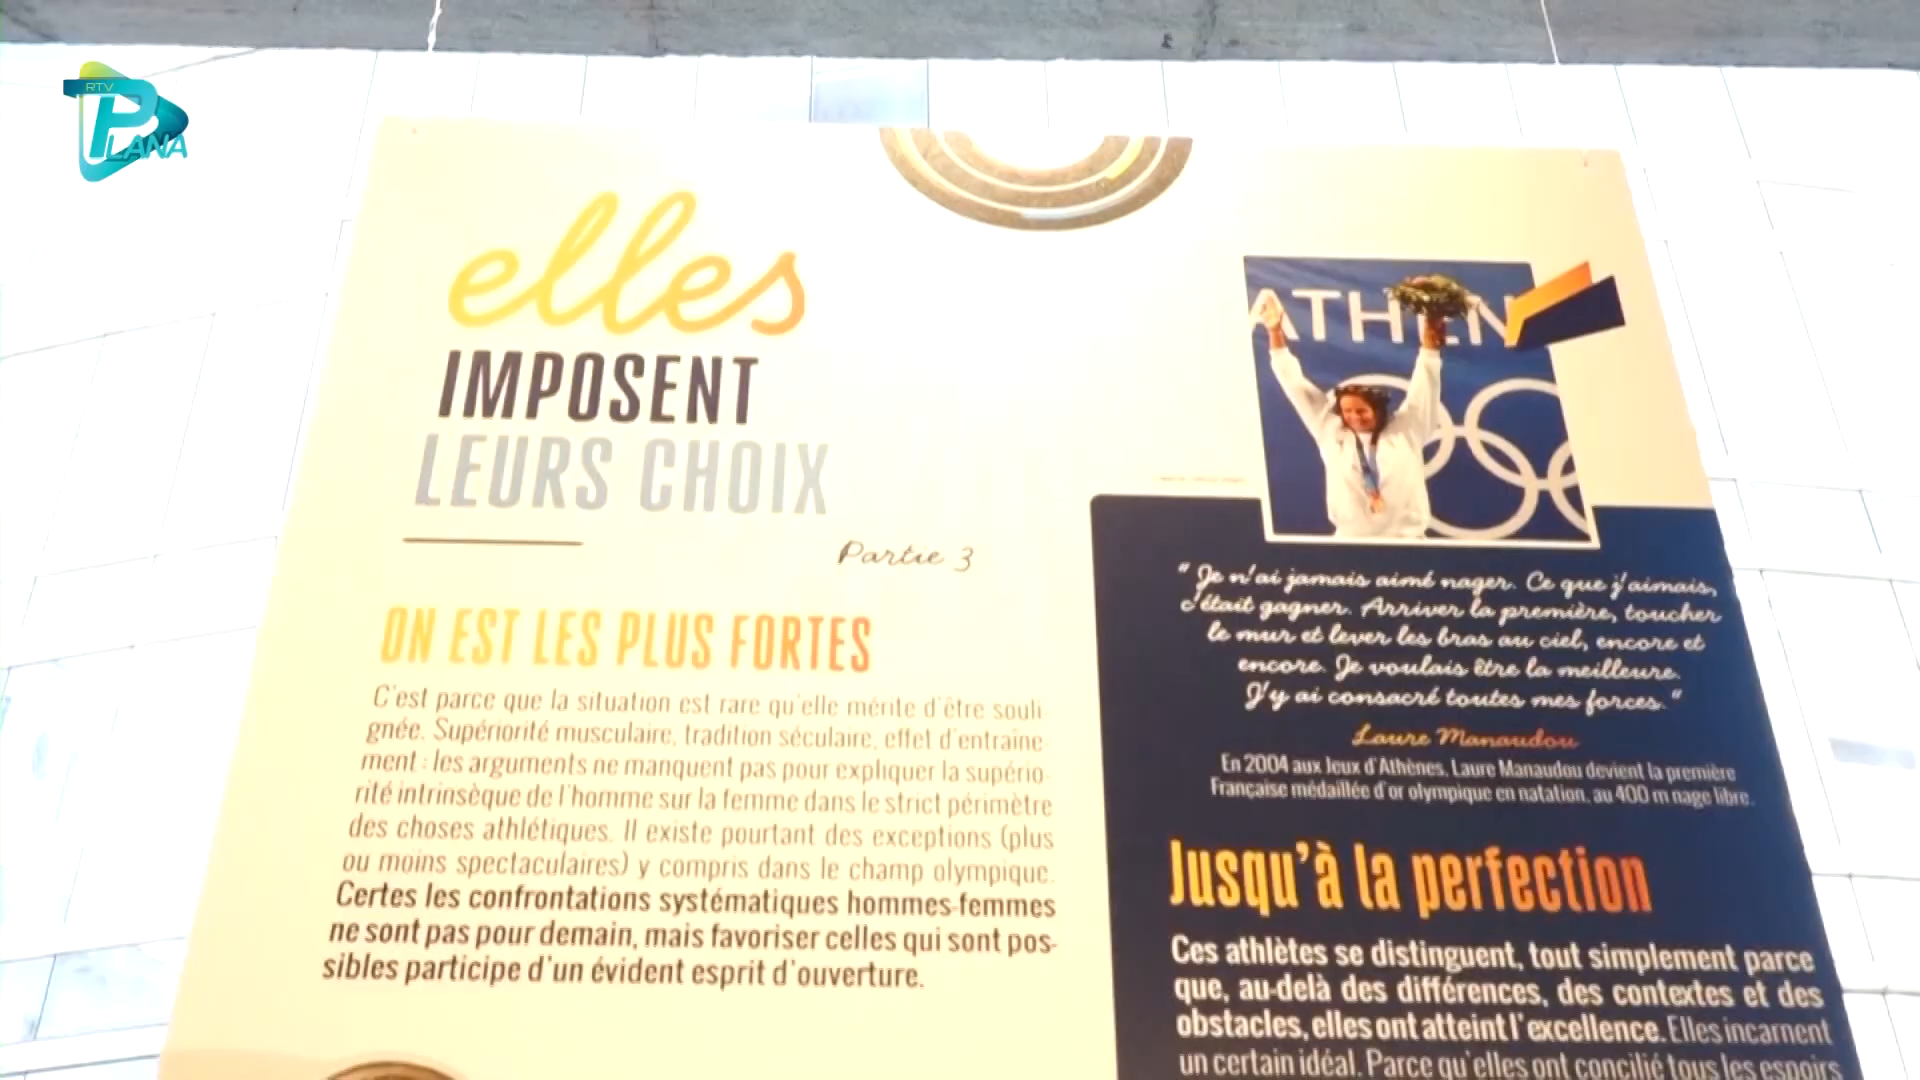 RTV
PLANA
elles
IMPOSENT
LEURS CHOIX
Partie 3
ON EST LES PLUS FORTES
C'est parce que la situation est rare qu'elle mérite d'être souli-
gnée. Supériorité musculaire, tradition séculaire, effet d'entraîne-
ment : les arguments ne manquent pas pour expliquer la supério-
rité intrinsèque de l'homme sur la femme dans le strict périmètre
des choses athlétiques. Il existe pourtant des exceptions (plus
ou moins spectaculaires) y compris dans le champ olympique.
Certes les confrontations systématiques hommes-femmes
ne sont pas pour demain, mais favoriser celles qui sont pos-
sibles participe d'un évident esprit d'ouverture.
ATHEN
"Je n'ai jamais aimé nager. Ce que j'aimais,
c'était gagner. Arriver la première, toucher
le mur et lever les bras au ciel, encore et
encore. Je voulais être la meilleure.
J'y ai consacré toutes mes forces."
Laure Manaudou
En 2004 aux Jeux d'Athènes, Laure Manaudou devient la première
Française médaillée d'or olympique en natation, au 400 m nage libre.
Jusqu'à la perfection
Ces athlètes se distinguent, tout simplement parce
que, au-delà des différences, des contextes et des
obstacles, elles ont atteint l'excellence. Elles incarnent
un certain idéal. Parce qu'elles ont concilié tous les espoirs